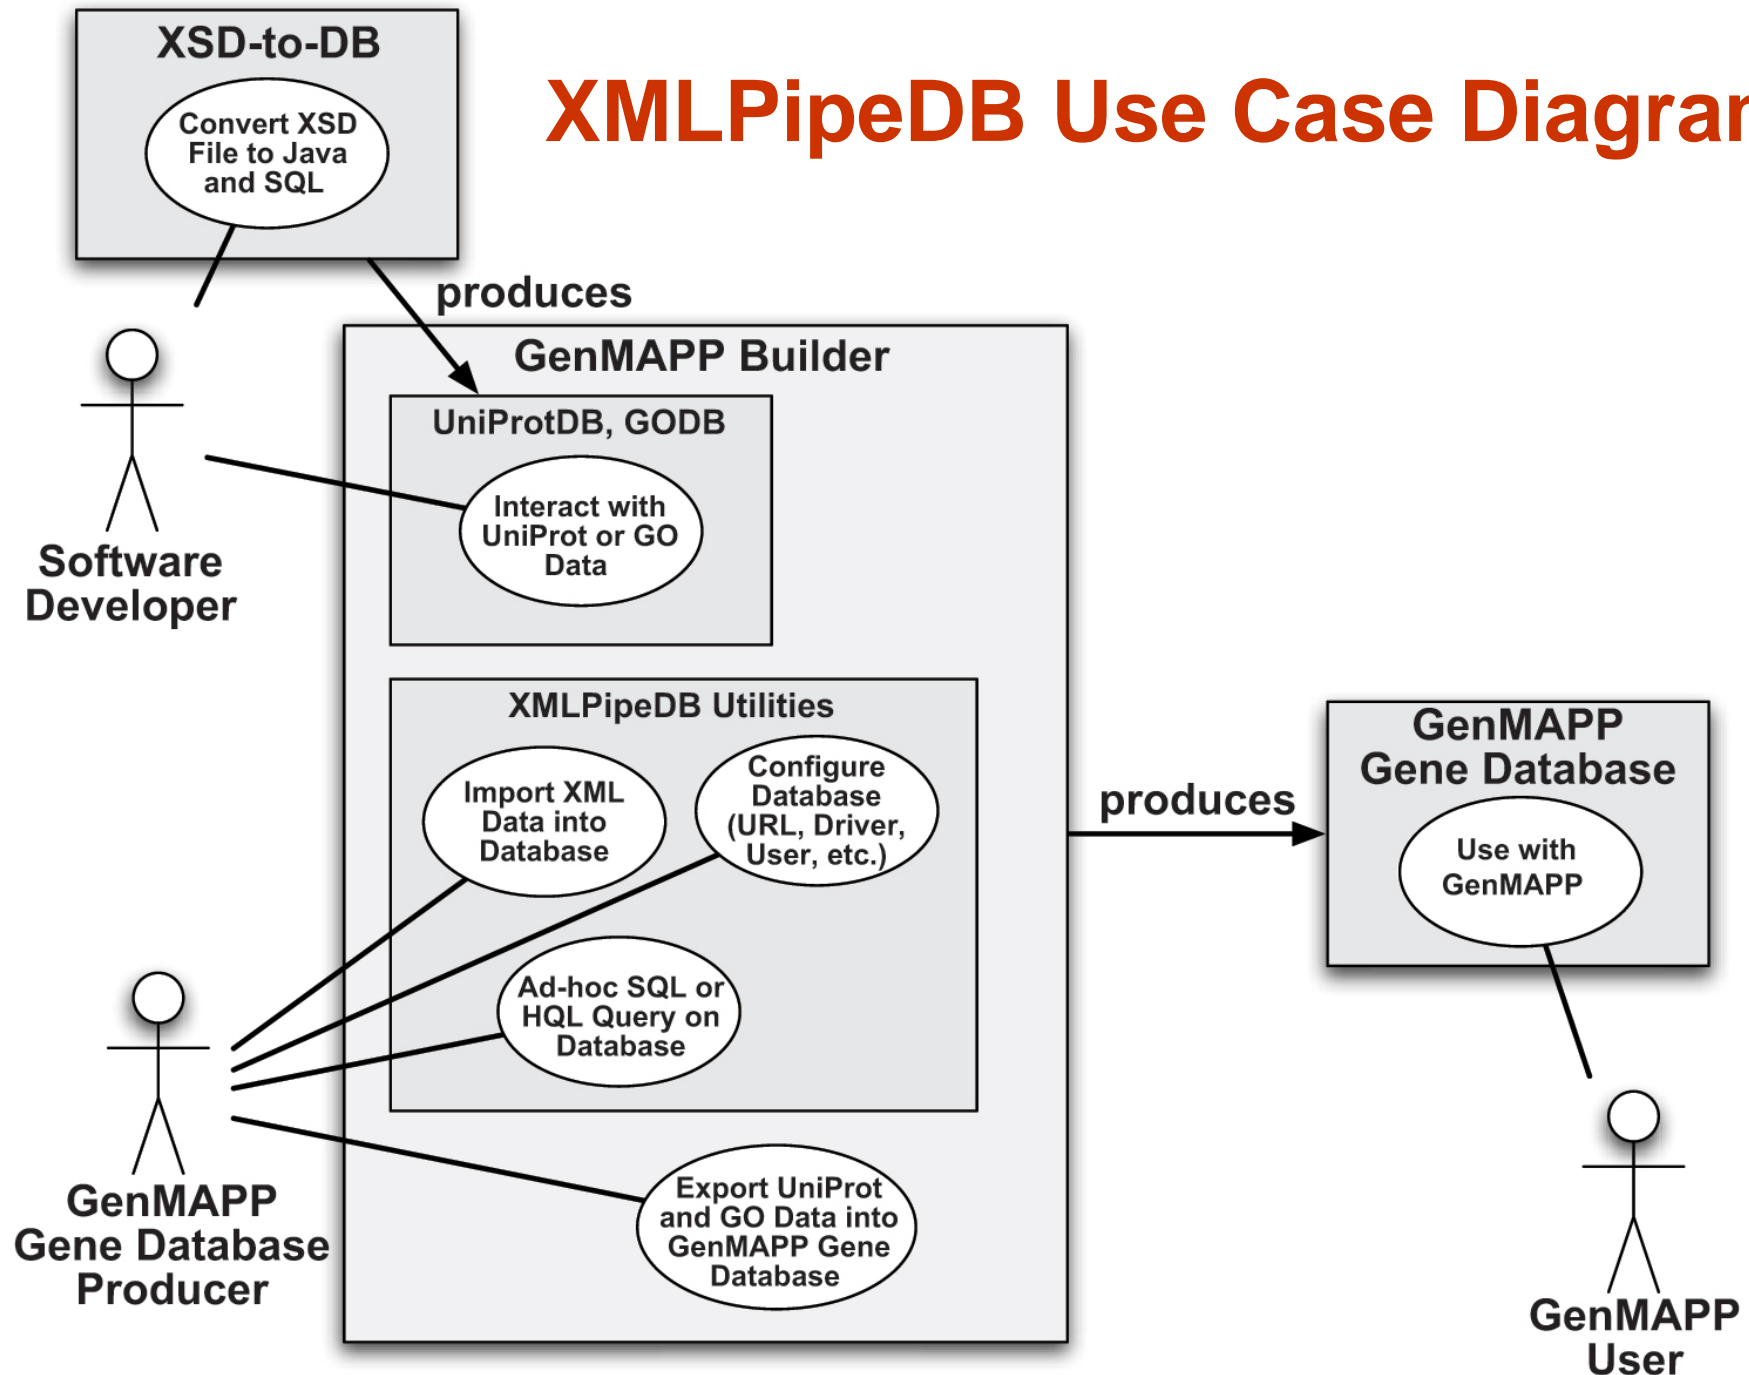 XSD-to-DB
Convert XSD
File to Java
and SQL
XMLPipeDB Use Case Diagram
produces
GenMAPP Builder
UniProtDB, GODB
Interact with
UniProt or GO
Data
Software
Developer
XMLPipeDB Utilities
Import XML
Data into
Database
Configure
Database
(URL, Driver,
User, etc.)
Ad-hoc SQL or
HQL Query on
Database
Export UniProt
and GO Data into
GenMAPP Gene
Database
GenMAPP
Gene Database
Producer
produces
GenMAPP
Gene Database
Use with
GenMAPP
GenMAPP
User